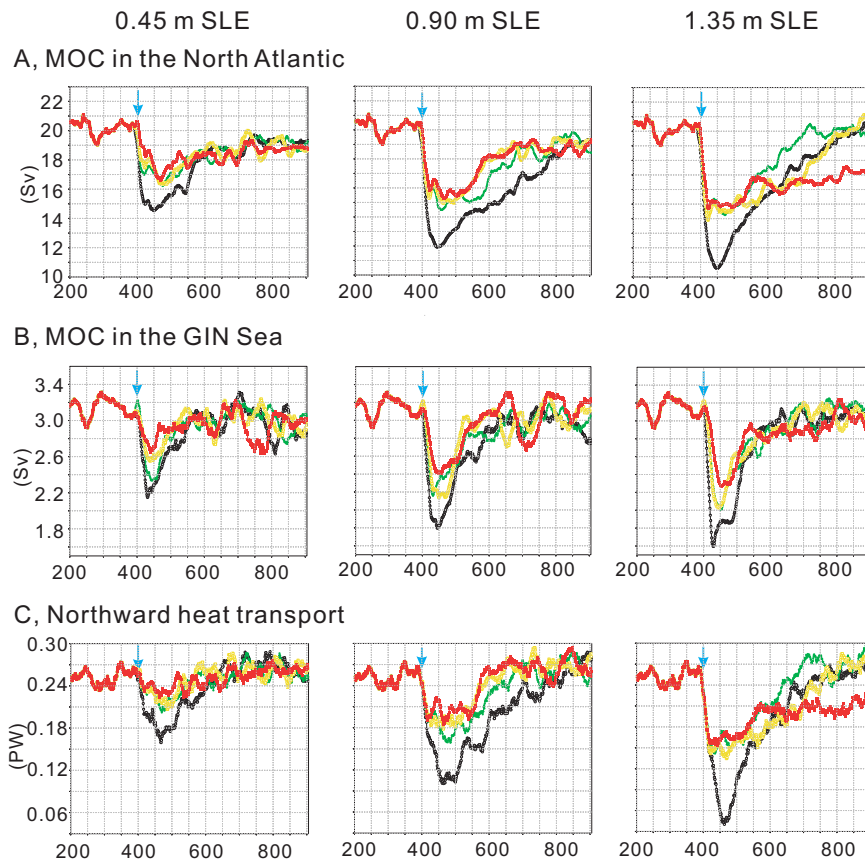 0.45 m SLE 0.90 m SLE 1.35 m SLE
A, MOC in the North Atlantic
22
20
18
16
14
12
10
(Sv)
200 400 600 800 200 400 600 800 200 400 600 800
B, MOC in the GIN Sea
3.4
3.0
2.6
2.2
1.8
(Sv)
200 400 600 800 200 400 600 800 200 400 600 800
C, Northward heat transport
0.30
0.24
0.18
0.12
0.06
(PW)
200 400 600 800 200 400 600 800 200 400 600 800